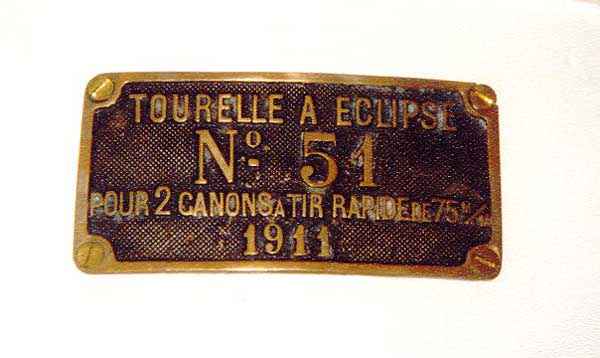 TOURELLE A ECLIPSE
Nº 51
POUR 2 CANONS A TIR RAPIDE DE 75 M/M
1911